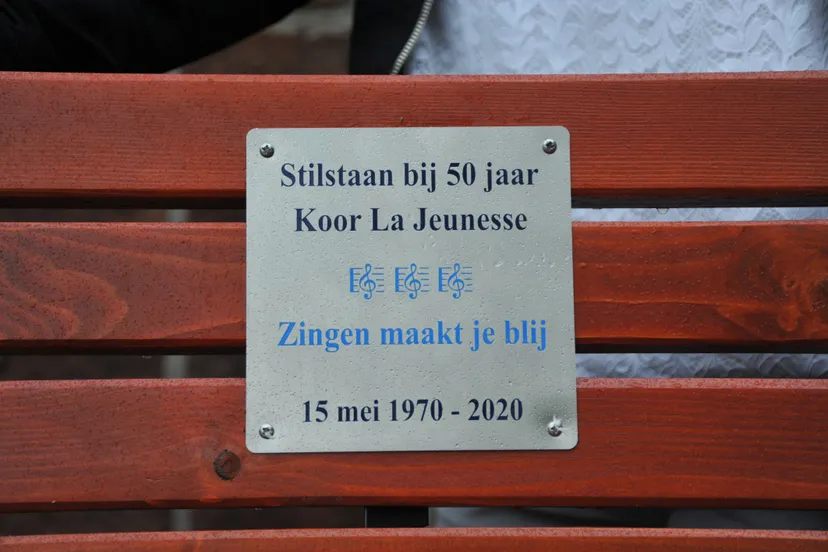 Stilstaan bij 50 jaar
Koor La Jeunesse
Zingen maakt je blij
15 mei 1970 - 2020